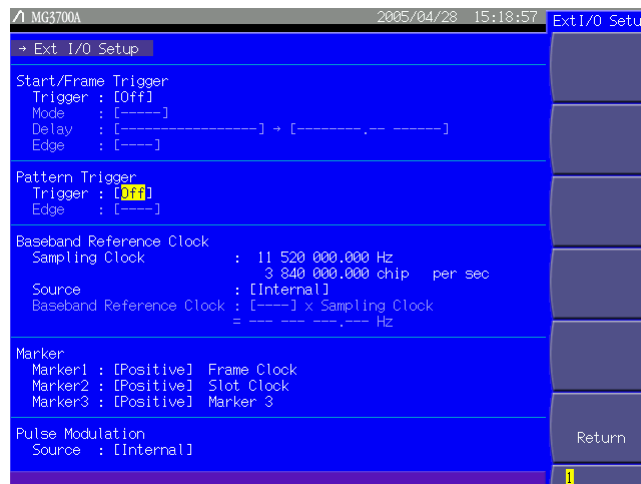 MG3700A 2005/04/28 15:18:57 ExtI/O Setu
→ Ext I/O Setup
Start/Frame Trigger
Trigger : [Off]
Mode : [-----]
Delay : [-----------------] → [--------.-- ------]
Edge : [----]
Pattern Trigger
Trigger : [Off]
Edge : [----]
Baseband Reference Clock
Sampling Clock : 11 520 000.000 Hz
3 840 000.000 chip per sec
Source : [Internal]
Baseband Reference Clock : [----] x Sampling Clock
= --- --- ---.--- Hz
Marker
Marker1 : [Positive] Frame Clock
Marker2 : [Positive] Slot Clock
Marker3 : [Positive] Marker 3
Pulse Modulation
Source : [Internal]
Return
1